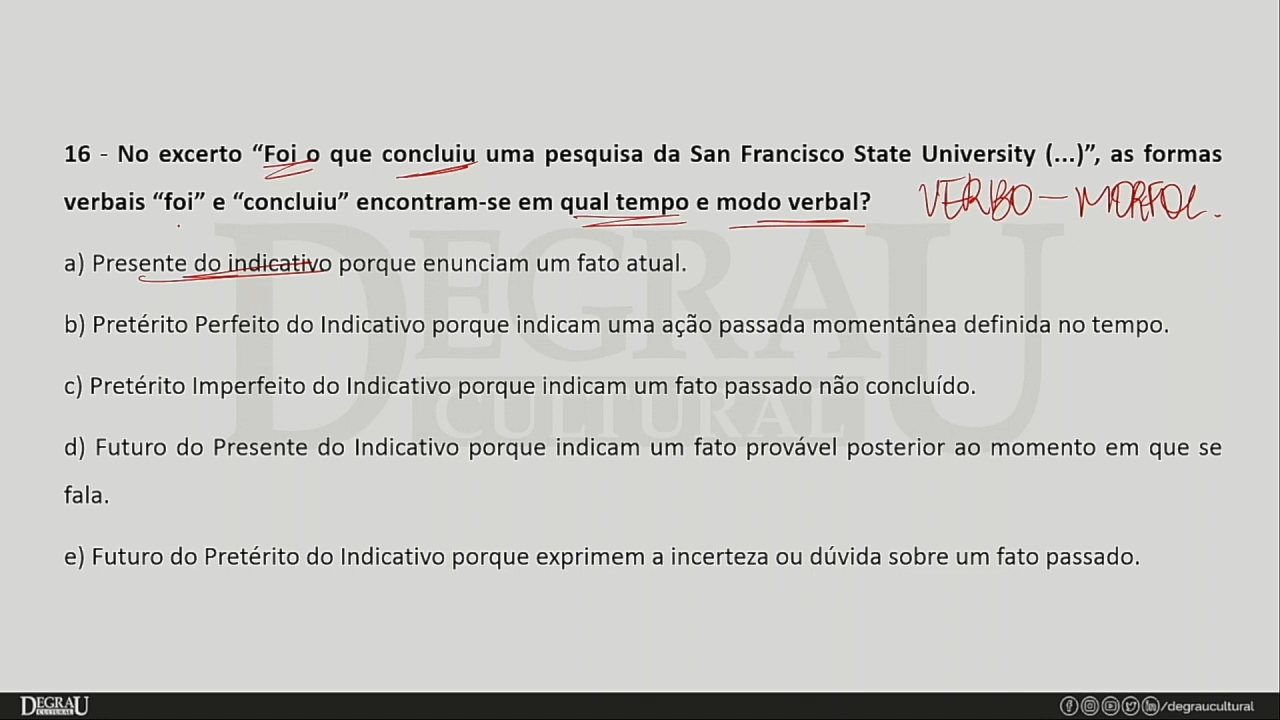 16 - No excerto “Foi o que concluiu uma pesquisa da San Francisco State University (...)”, as formas
verbais “foi” e “concluiu” encontram-se em qual tempo e modo verbal?
VERBO - MORFOL.
a) Presente do indicativo porque enunciam um fato atual.
b) Pretérito Perfeito do Indicativo porque indicam uma ação passada momentânea definida no tempo.
c) Pretérito Imperfeito do Indicativo porque indicam um fato passado não concluído.
d) Futuro do Presente do Indicativo porque indicam um fato provável posterior ao momento em que se
fala.
e) Futuro do Pretérito do Indicativo porque exprimem a incerteza ou dúvida sobre um fato passado.
DEGRAU
CULTURAL
DEGRAU
CULTURAL
/degraucultural